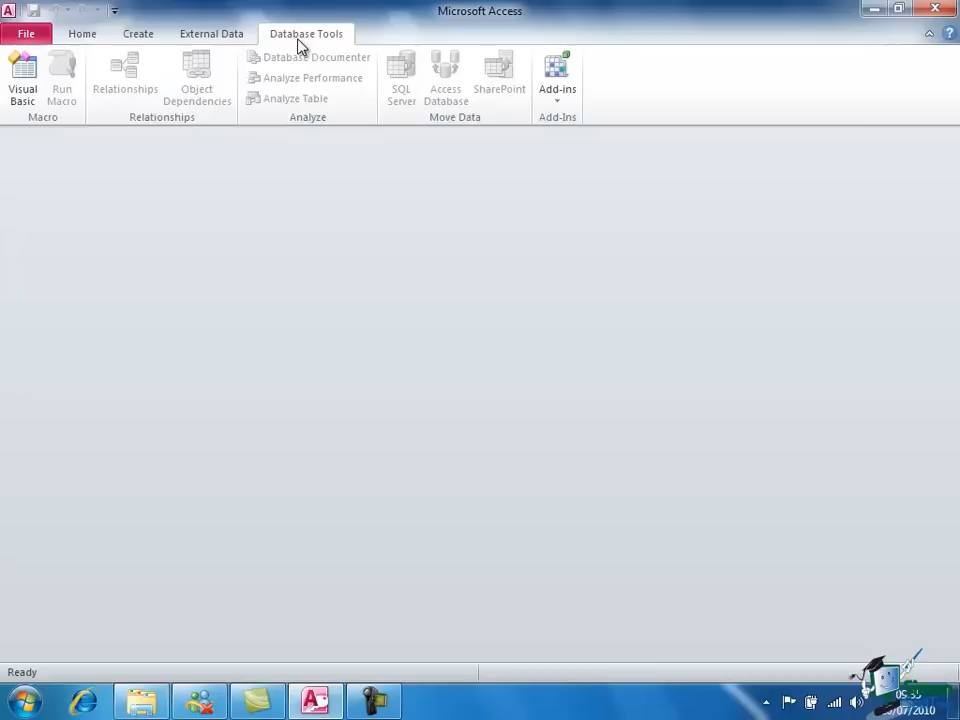 Microsoft Access
File Home Create External Data Database Tools
Visual Basic
Run Macro
Macro
Relationships
Object Dependencies
Relationships
Database Documenter
Analyze Performance
Analyze Table
Analyze
SQL Server
Access Database
SharePoint
Move Data
Add-ins
Add-Ins
Ready